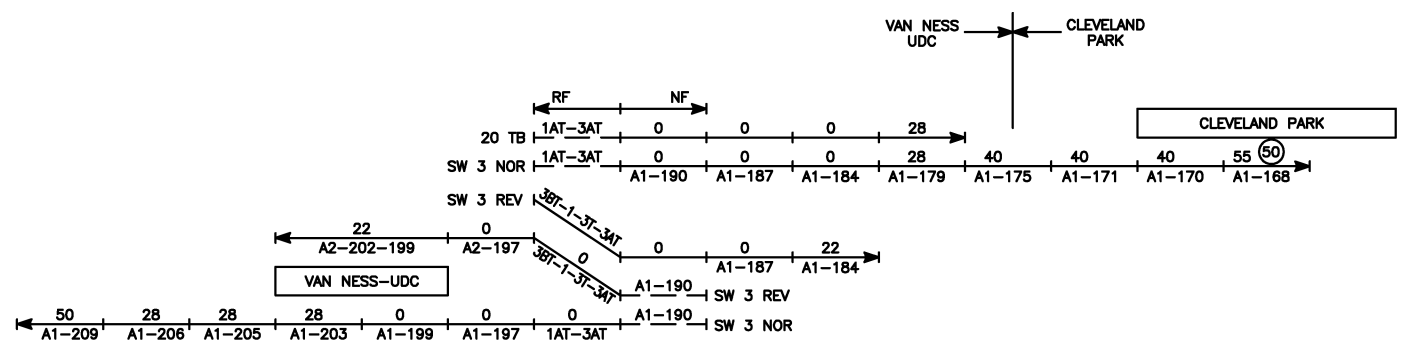 VAN NESS UDC
CLEVELAND PARK
RF NF
CLEVELAND PARK
20 TB 1AT-3AT 0 0 0 28
SW 3 NOR 1AT-3AT 0 0 0 28 40 40 40 55 50
A1-190 A1-187 A1-184 A1-179 A1-175 A1-171 A1-170 A1-168
SW 3 REV 3BT-1-3T-3AT 0 0 22
A1-187 A1-184
22 0 0
A2-202-199 A2-197 3BT-1-3T-3AT
VAN NESS-UDC
A1-190 SW 3 REV
50 28 28 28 0 0 0 A1-190 SW 3 NOR
A1-209 A1-206 A1-205 A1-203 A1-199 A1-197 1AT-3AT